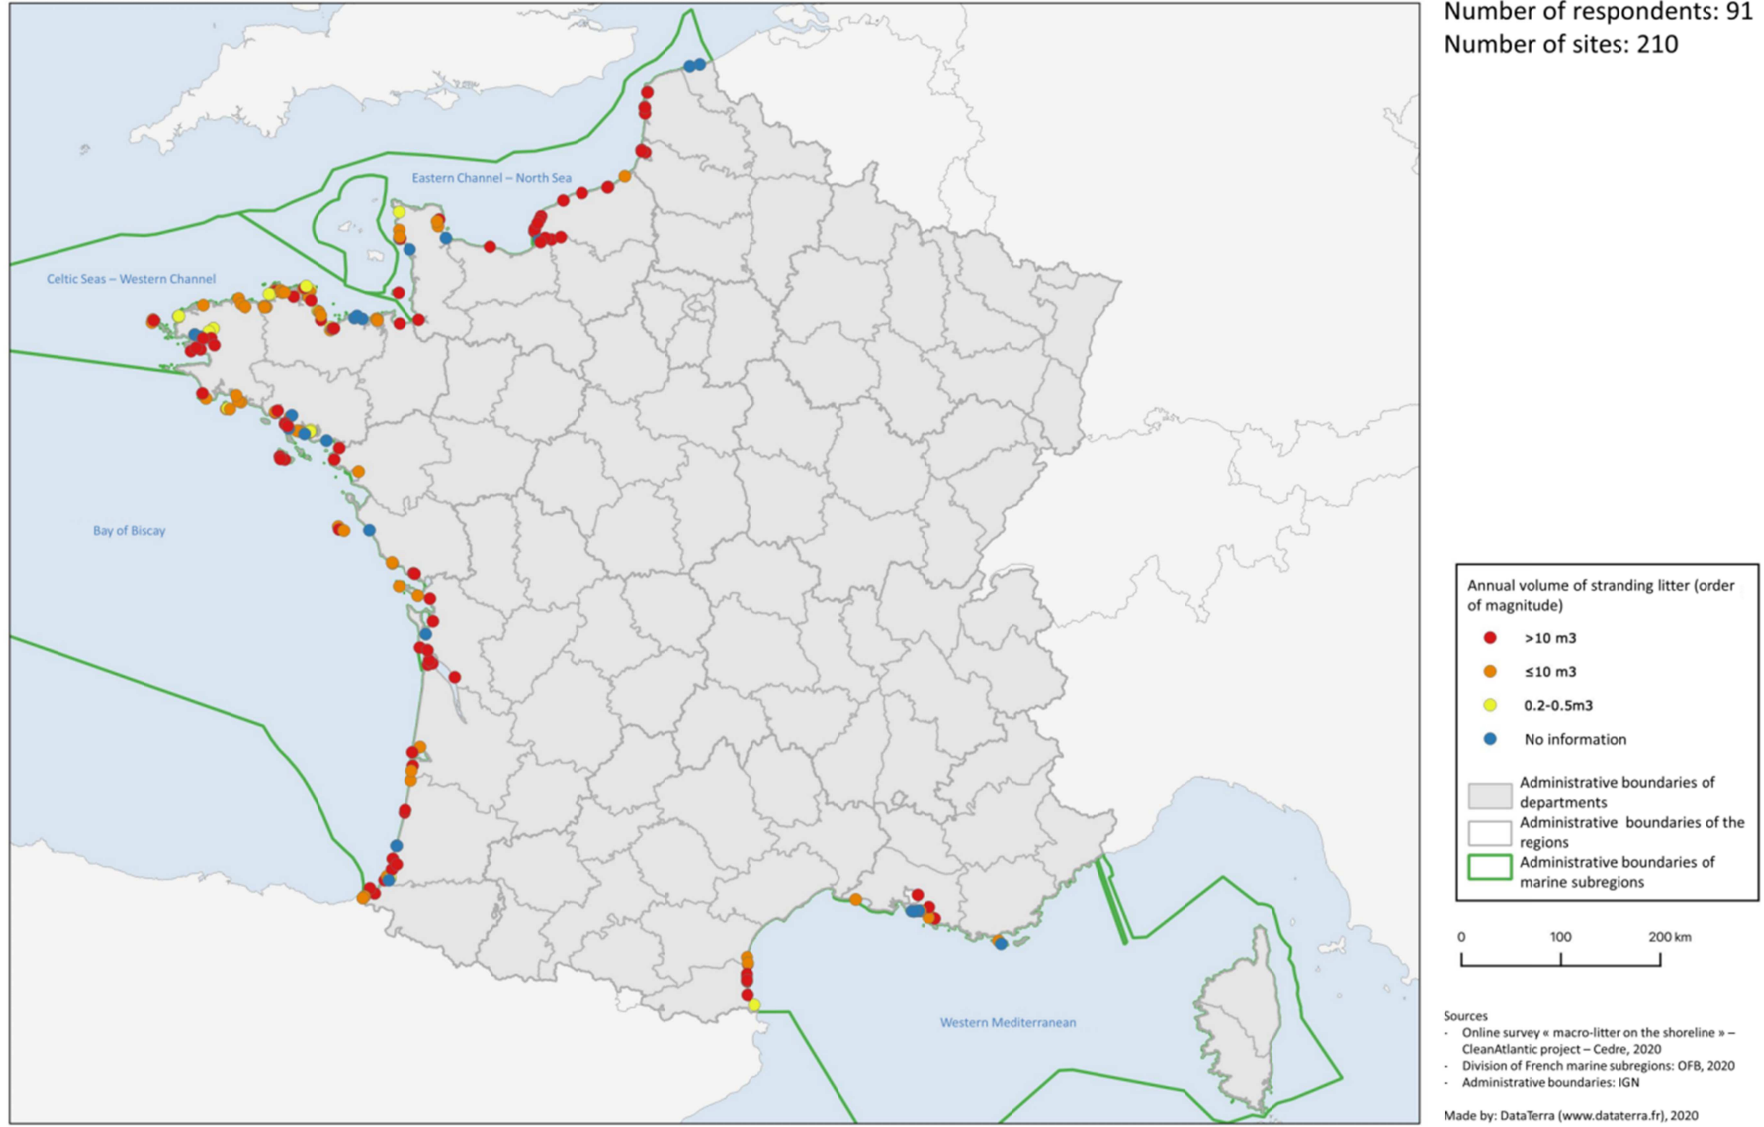 Number of respondents: 91
Number of sites: 210
Eastern Channel – North Sea
Celtic Seas – Western Channel
Bay of Biscay
Western Mediterranean
Annual volume of stranding litter (order
of magnitude)
>10 m3
≤10 m3
0.2-0.5m3
No information
Administrative boundaries of
departments
Administrative boundaries of the
regions
Administrative boundaries of
marine subregions
0 100 200 km
Sources
- Online survey « macro-litter on the shoreline » –
CleanAtlantic project – Cedre, 2020
- Division of French marine subregions: OFB, 2020
- Administrative boundaries: IGN
Made by: DataTerra (www.dataterra.fr), 2020